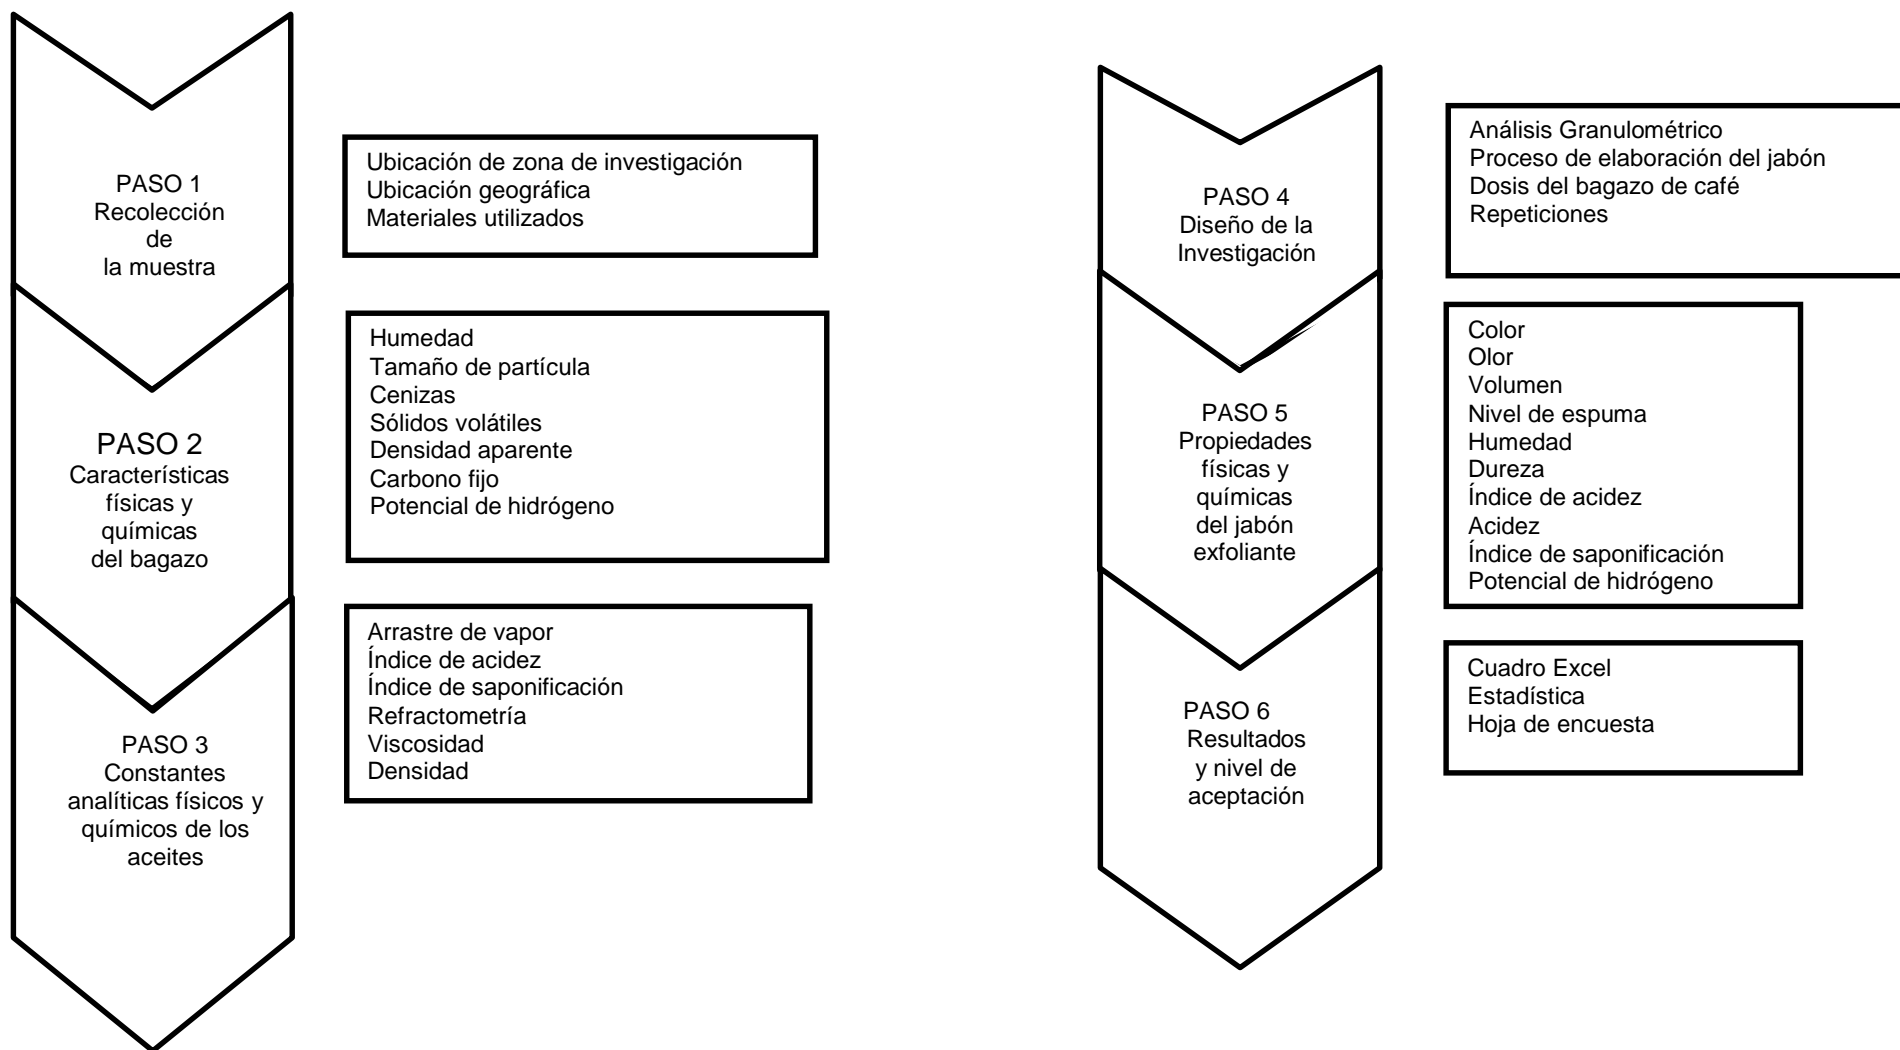 PASO 1
Recolección
de
la muestra
Ubicación de zona de investigación
Ubicación geográfica
Materiales utilizados
PASO 2
Características
físicas y
químicas
del bagazo
Humedad
Tamaño de partícula
Cenizas
Sólidos volátiles
Densidad aparente
Carbono fijo
Potencial de hidrógeno
PASO 3
Constantes
analíticas físicos y
químicos de los
aceites
Arrastre de vapor
Índice de acidez
Índice de saponificación
Refractometría
Viscosidad
Densidad
PASO 4
Diseño de la
Investigación
Análisis Granulométrico
Proceso de elaboración del jabón
Dosis del bagazo de café
Repeticiones
PASO 5
Propiedades
físicas y
químicas
del jabón
exfoliante
Color
Olor
Volumen
Nivel de espuma
Humedad
Dureza
Índice de acidez
Acidez
Índice de saponificación
Potencial de hidrógeno
PASO 6
Resultados
y nivel de
aceptación
Cuadro Excel
Estadística
Hoja de encuesta